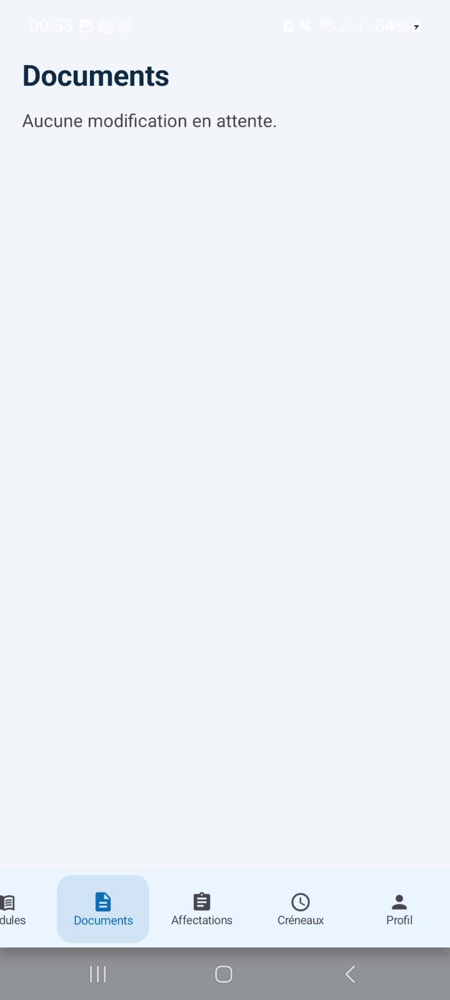 00:53
64%
Documents
Aucune modification en attente.
dules
Documents
Affectations
Créneaux
Profil